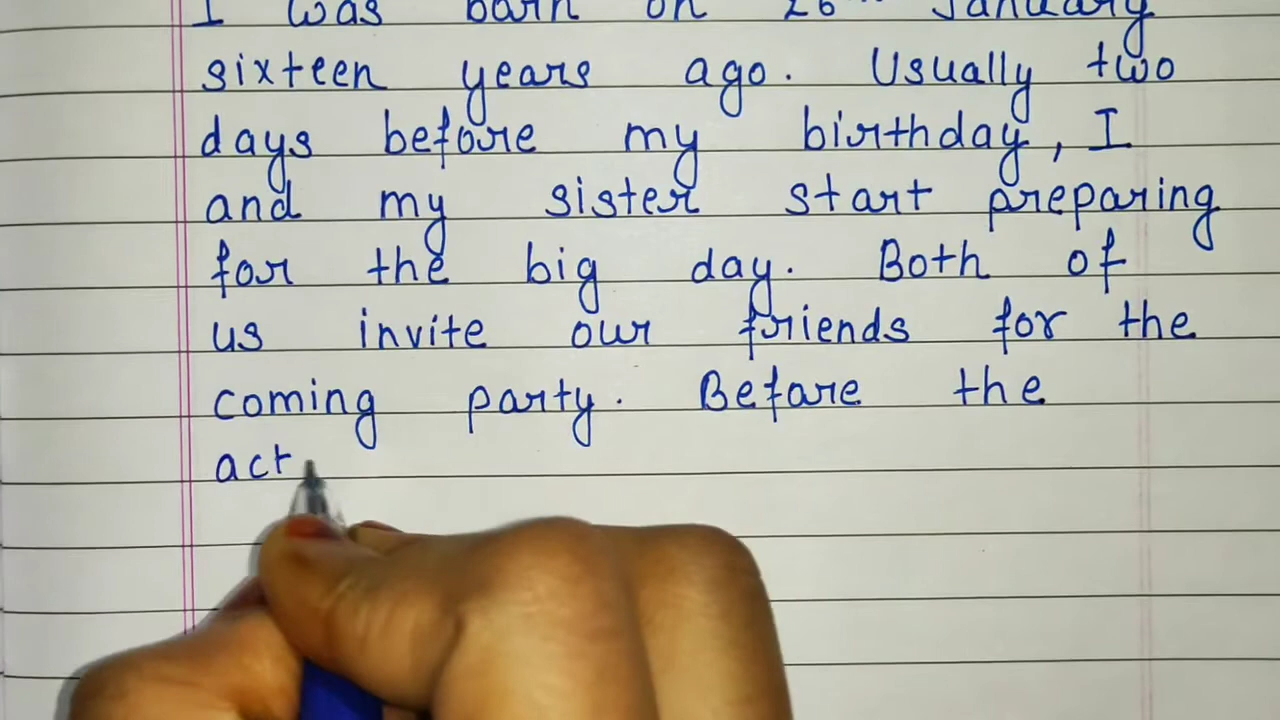 I was born on 26th January
sixteen years ago. Usually two
days before my birthday, I
and my sister start preparing
for the big day. Both of
us invite our friends for the
coming party. Before the
act